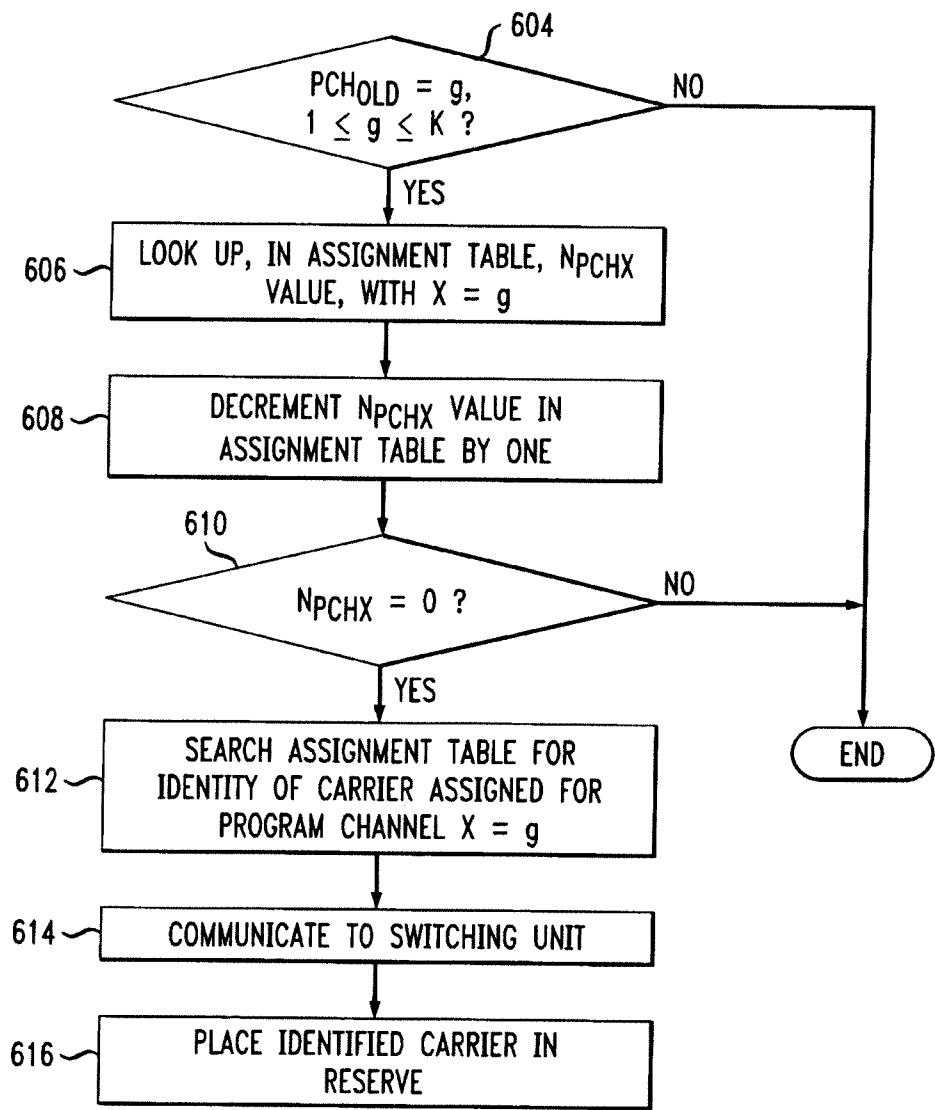 604
PCHOLD = g,
1 ≤ g ≤ K ?
NO
YES
606
LOOK UP, IN ASSIGNMENT TABLE, NPCHX
VALUE, WITH X = g
608
DECREMENT NPCHX VALUE IN
ASSIGNMENT TABLE BY ONE
610
NPCHX = 0 ?
NO
YES
END
612
SEARCH ASSIGNMENT TABLE FOR
IDENTITY OF CARRIER ASSIGNED FOR
PROGRAM CHANNEL X = g
614
COMMUNICATE TO SWITCHING UNIT
616
PLACE IDENTIFIED CARRIER IN
RESERVE